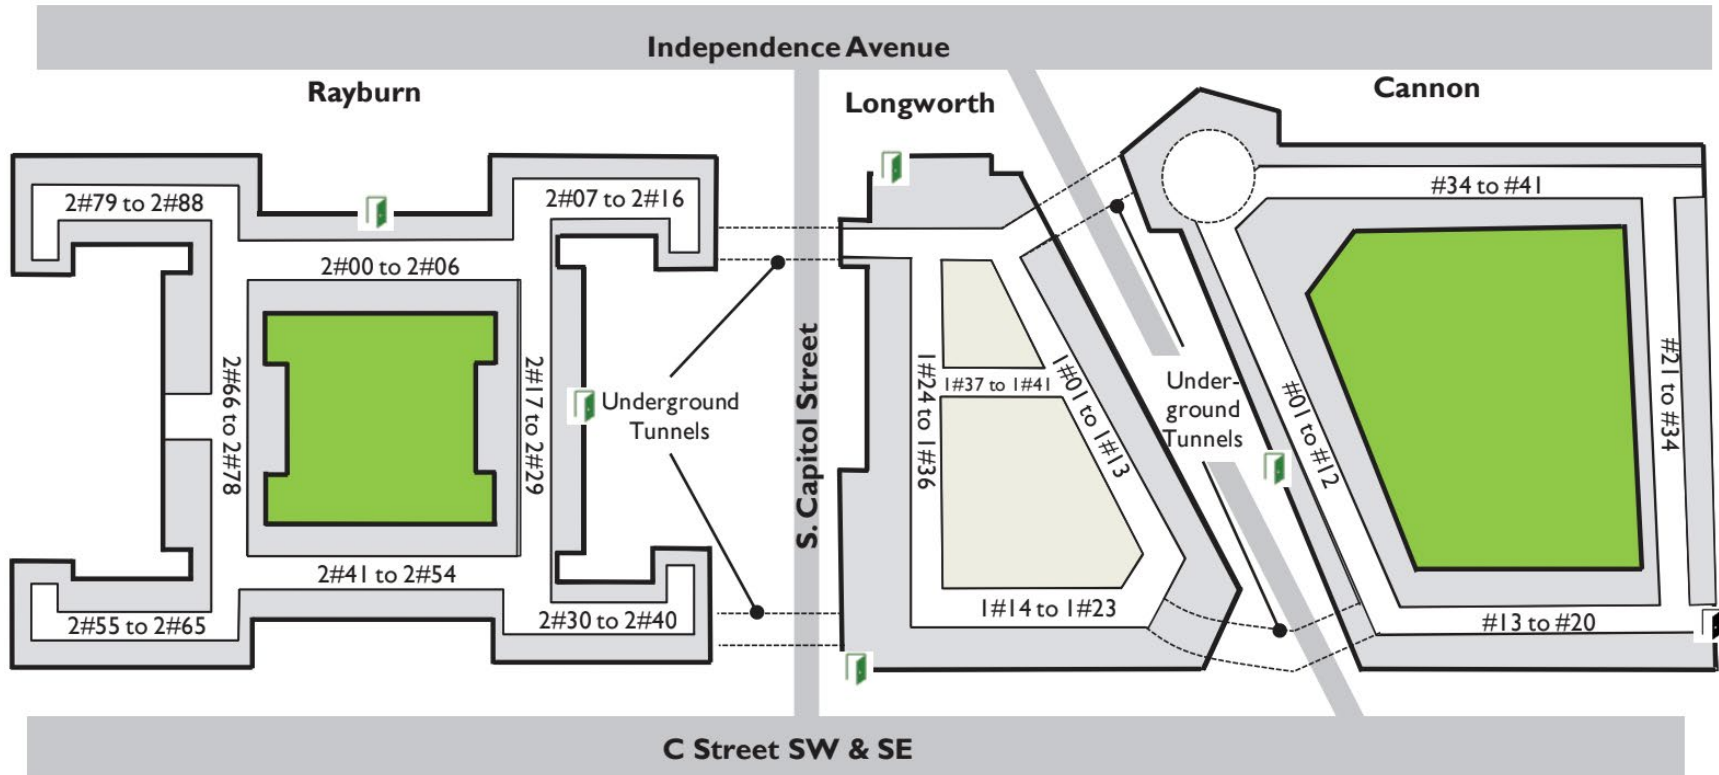 Independence Avenue
Rayburn
Longworth
Cannon
2#79 to 2#88
2#07 to 2#16
#34 to #41
2#00 to 2#06
2#66 to 2#78
2#17 to 2#29
Underground
Tunnels
S. Capitol Street
1#24 to 1#36
1#37 to 1#41
1#01 to 1#13
Under-
ground
Tunnels
#01 to #12
#21 to #34
2#41 to 2#54
2#55 to 2#65
2#30 to 2#40
1#14 to 1#23
#13 to #20
C Street SW & SE